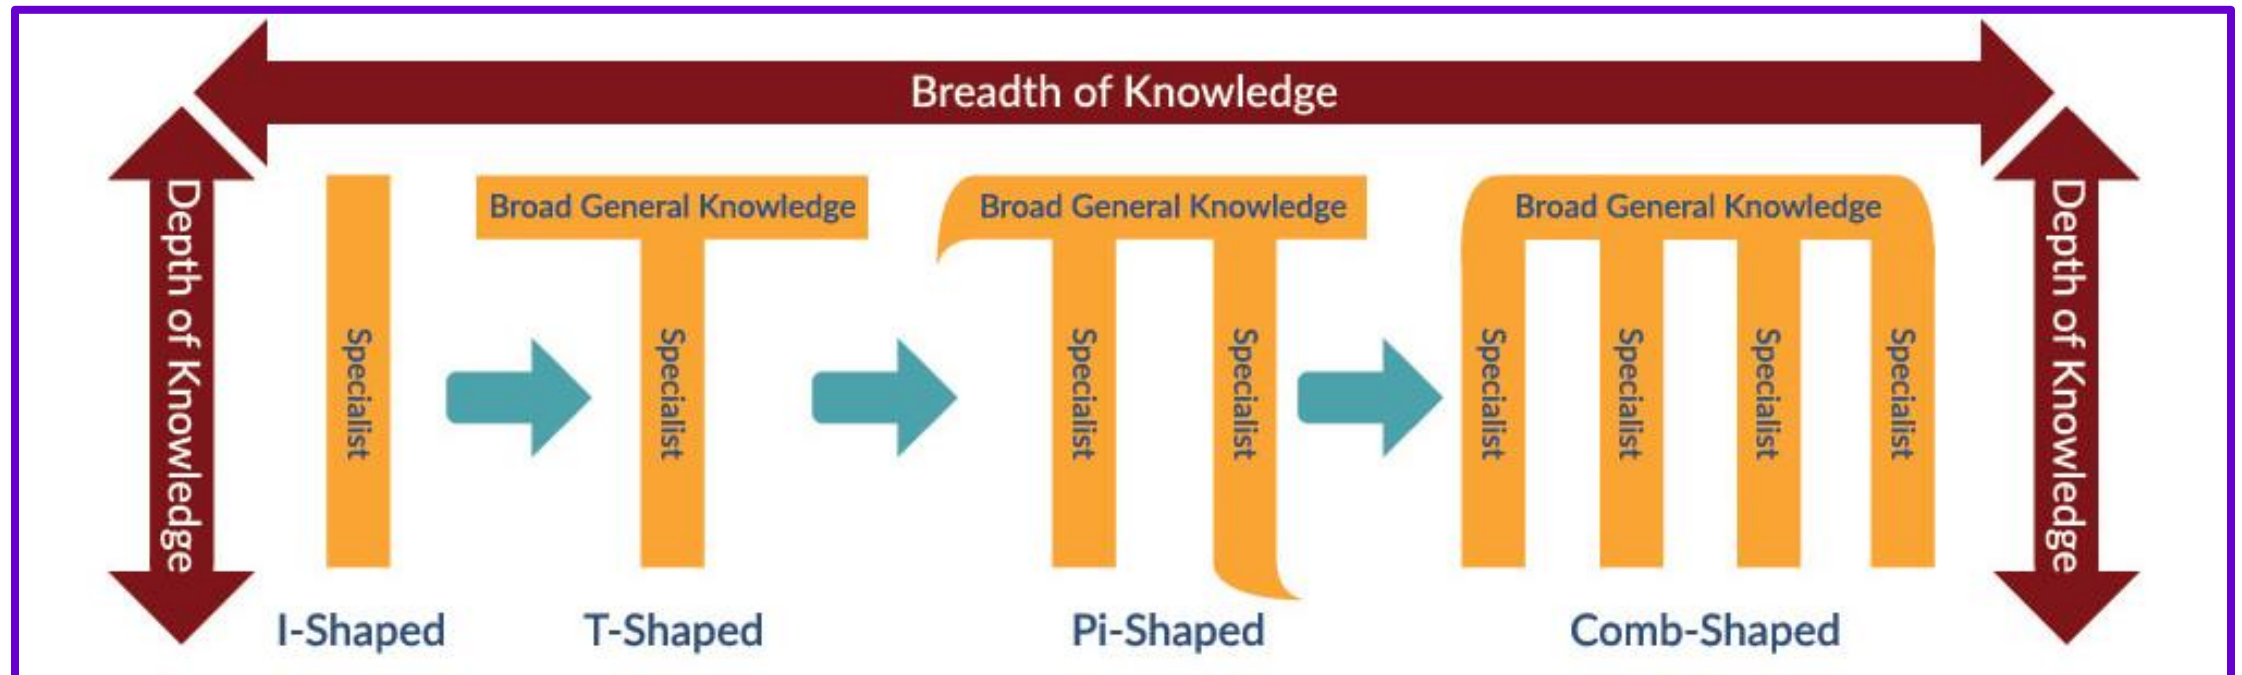 Breadth of Knowledge
Depth of Knowledge
Specialist
I-Shaped
Broad General Knowledge
Specialist
T-Shaped
Broad General Knowledge
Specialist
Specialist
Pi-Shaped
Broad General Knowledge
Specialist
Specialist
Specialist
Specialist
Comb-Shaped
Depth of Knowledge